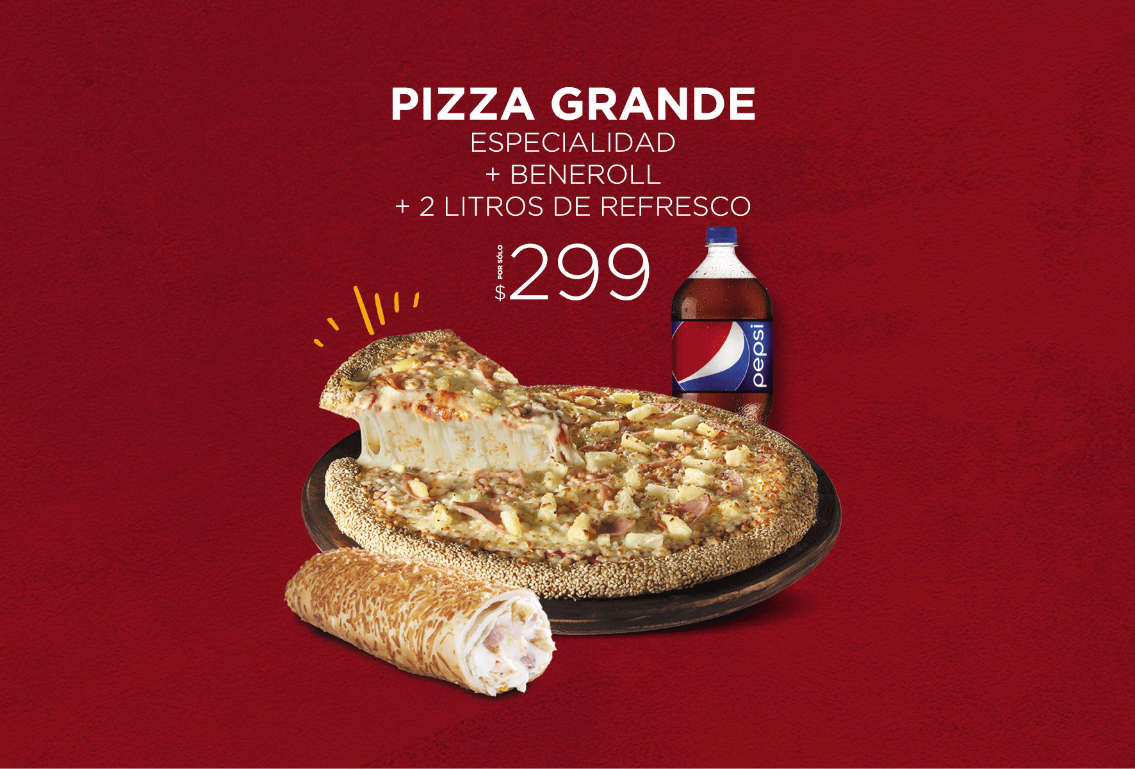 PIZZA GRANDE
ESPECIALIDAD
+ BENEROLL
+ 2 LITROS DE REFRESCO
POR SÓLO
$299
pepsi